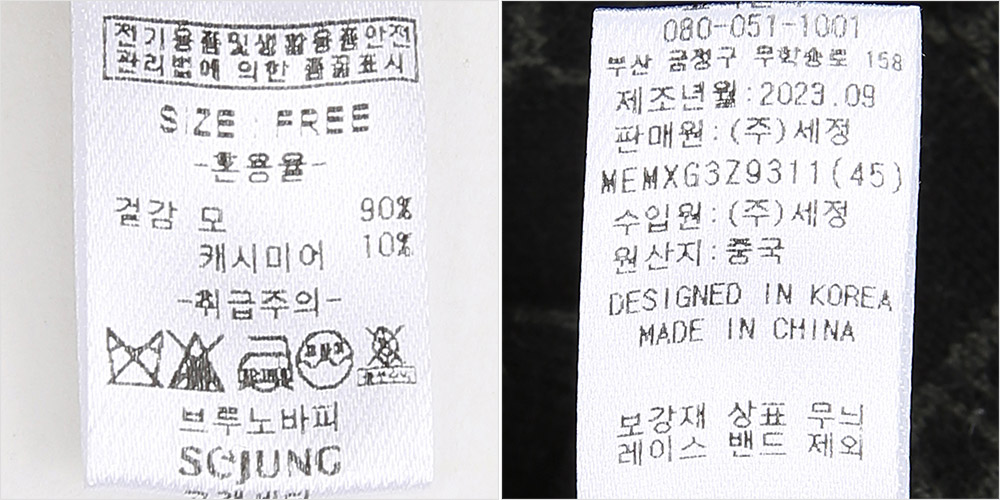 전기용품및생활용품안전
관리법에 의한 품질표시
SIZE : FREE
-혼용율-
겉감 모 90%
캐시미어 10%
-취급주의-
브루노바피
SEJUNG
080-051-1001
부산 금정구 무학송로 158
제조년월:2023.09
판매원:(주)세정
MEMXG3Z9311(45)
수입원:(주)세정
원산지:중국
DESIGNED IN KOREA
MADE IN CHINA
보강재 상표 무늬
레이스 밴드 제외